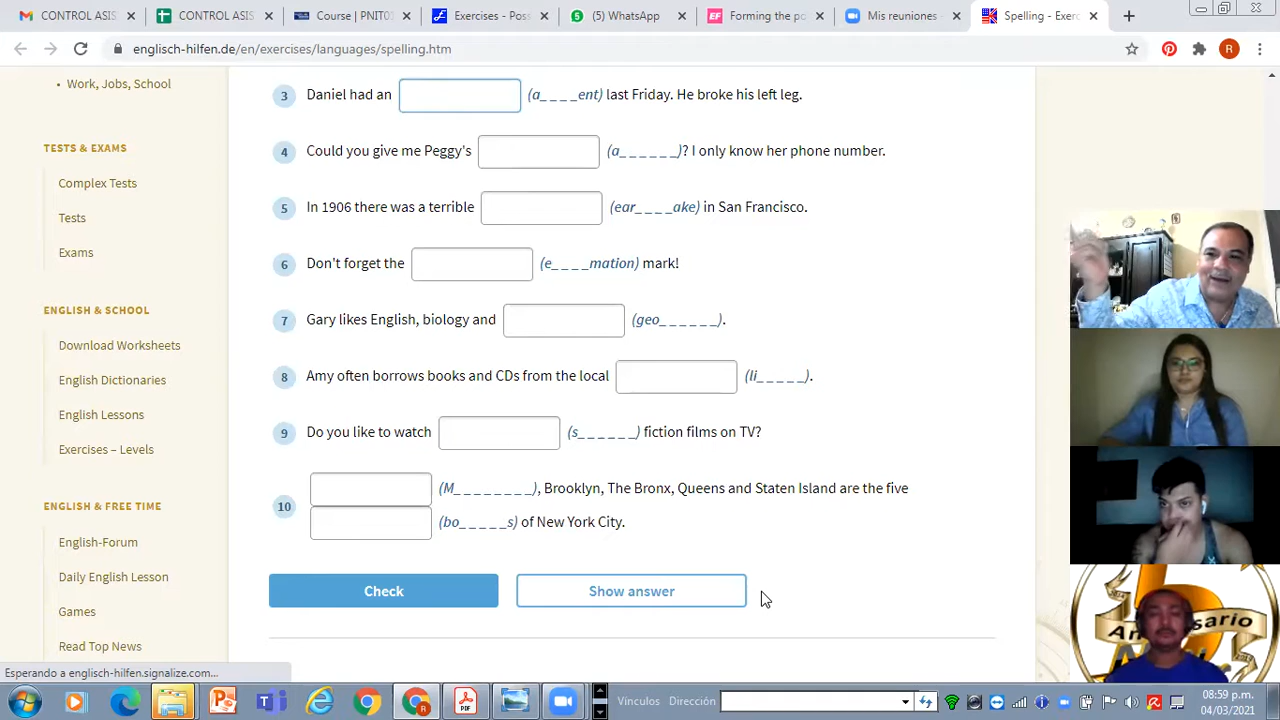 CONTROL ASIS
CONTROL ASIS
Course | PNIT01
Exercises - Pos
(5) WhatsApp
Forming the po
Mis reuniones -
Spelling - Exerc
englisch-hilfen.de/en/exercises/languages/spelling.htm
R
• Work, Jobs, School
TESTS & EXAMS
Complex Tests
Tests
Exams
ENGLISH & SCHOOL
Download Worksheets
English Dictionaries
English Lessons
Exercises – Levels
ENGLISH & FREE TIME
English-Forum
Daily English Lesson
Games
Read Top News
3 Daniel had an (a____ent) last Friday. He broke his left leg.
4 Could you give me Peggy's (a______)? I only know her phone number.
5 In 1906 there was a terrible (ear____ake) in San Francisco.
6 Don't forget the (e____mation) mark!
7 Gary likes English, biology and (geo______).
8 Amy often borrows books and CDs from the local (li_____).
9 Do you like to watch (s______) fiction films on TV?
10 (M________), Brooklyn, The Bronx, Queens and Staten Island are the five
(bo_____s) of New York City.
Check
Show answer
Esperando a englisch-hilfen.signalize.com...
Vínculos
Dirección
08:59 p.m.
04/03/2021